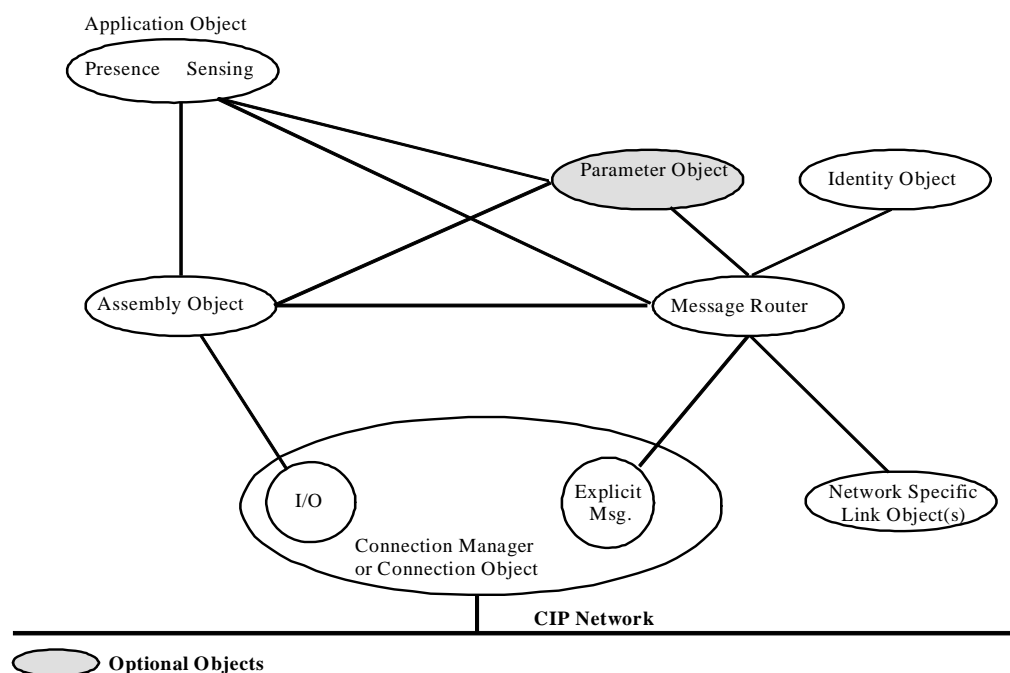 Application Object
Presence Sensing
Parameter Object
Identity Object
Assembly Object
Message Router
I/O
Explicit
Msg.
Network Specific
Link Object(s)
Connection Manager
or Connection Object
CIP Network
Optional Objects